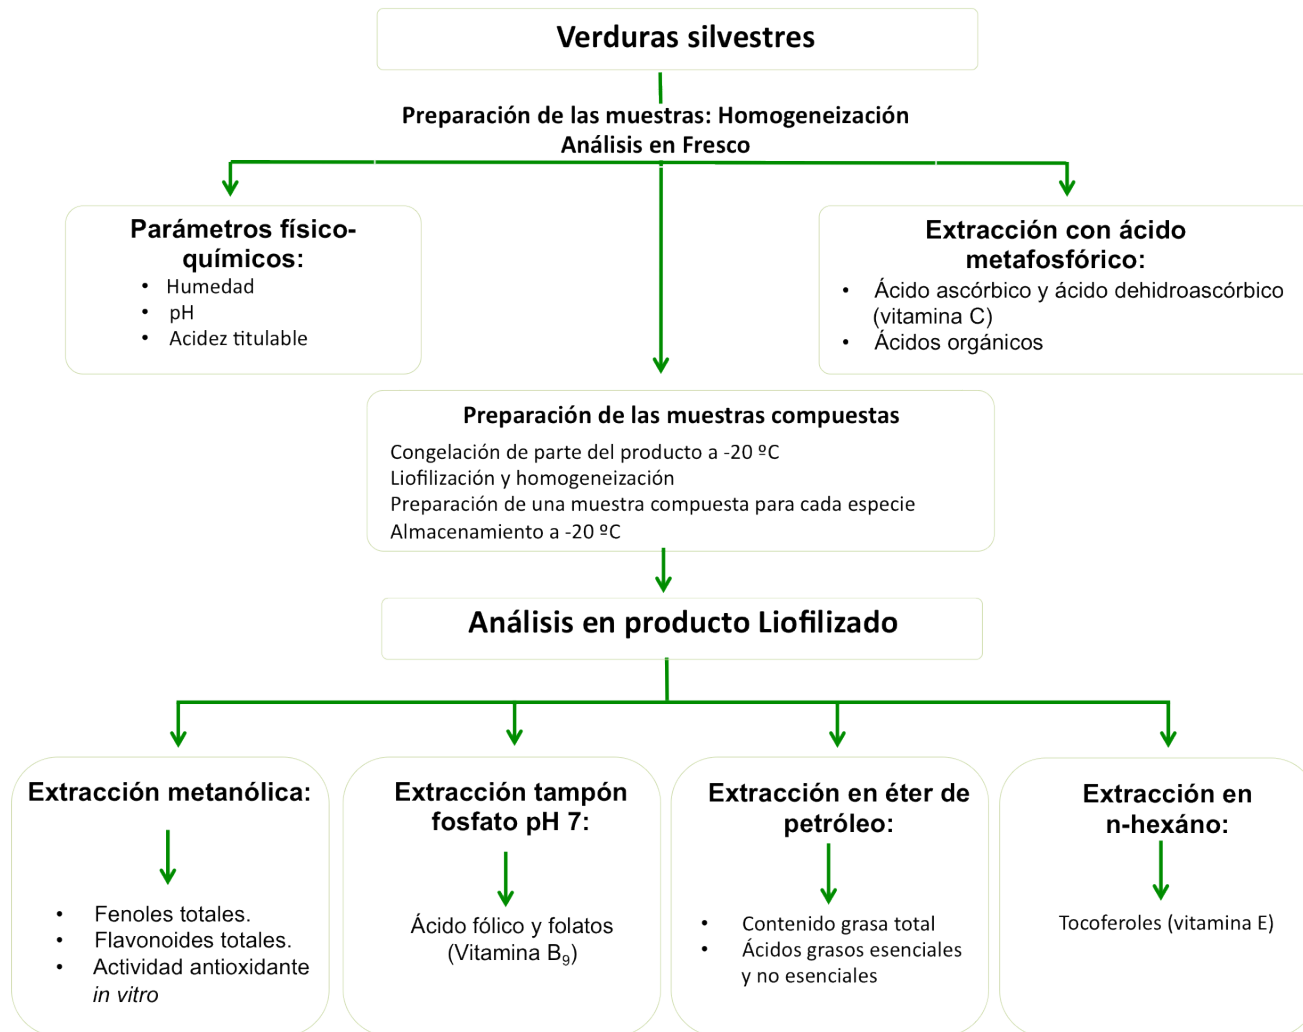 Verduras silvestres
Preparación de las muestras: Homogeneización
Análisis en Fresco
Parámetros físico-
químicos:
• Humedad
• pH
• Acidez titulable
Extracción con ácido
metafosfórico:
• Ácido ascórbico y ácido dehidroascórbico
(vitamina C)
• Ácidos orgánicos
Preparación de las muestras compuestas
Congelación de parte del producto a -20 ºC
Liofilización y homogeneización
Preparación de una muestra compuesta para cada especie
Almacenamiento a -20 ºC
Análisis en producto Liofilizado
Extracción metanólica:
• Fenoles totales.
• Flavonoides totales.
• Actividad antioxidante
in vitro
Extracción tampón
fosfato pH 7:
Ácido fólico y folatos
(Vitamina B₉)
Extracción en éter de
petróleo:
• Contenido grasa total
• Ácidos grasos esenciales
y no esenciales
Extracción en
n-hexáno:
Tocoferoles (vitamina E)